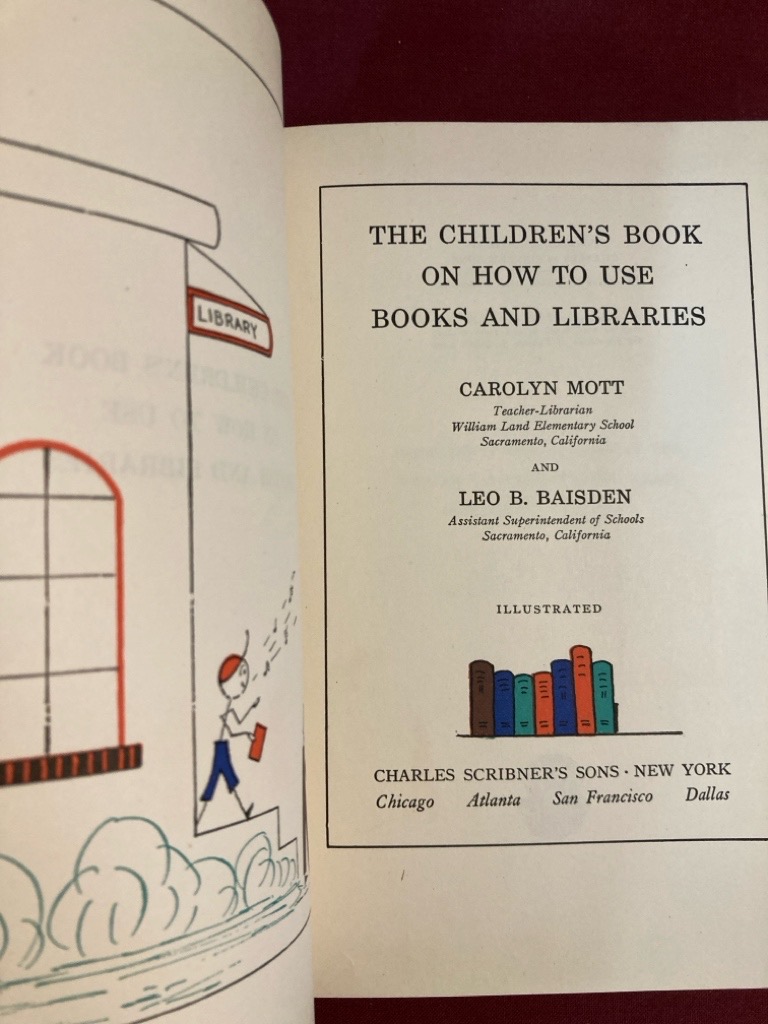 LIBRARY
THE CHILDREN'S BOOK
ON HOW TO USE
BOOKS AND LIBRARIES
CAROLYN MOTT
Teacher-Librarian
William Land Elementary School
Sacramento, California
AND
LEO B. BAISDEN
Assistant Superintendent of Schools
Sacramento, California
ILLUSTRATED
CHARLES SCRIBNER'S SONS · NEW YORK
Chicago Atlanta San Francisco Dallas